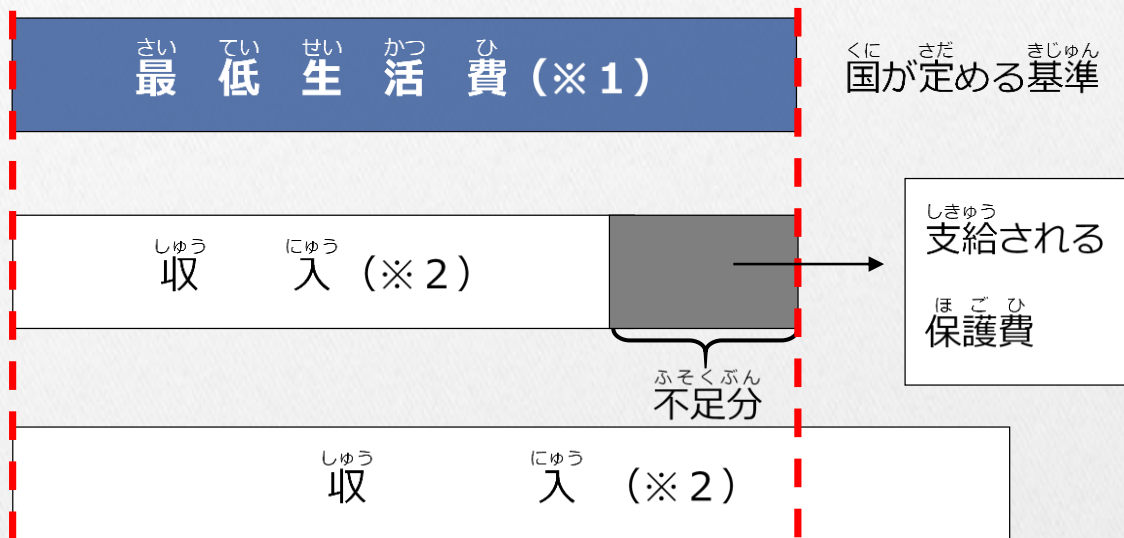 さい てい せい かつ ひ
最 低 生 活 費(※1)
くに さだ きじゅん
国が定める基準
しゅう にゅう
収 入(※2)
しきゅう
支給される
ほ ご ひ
保護費
ふそくぶん
不足分
しゅう にゅう
収 入(※2)